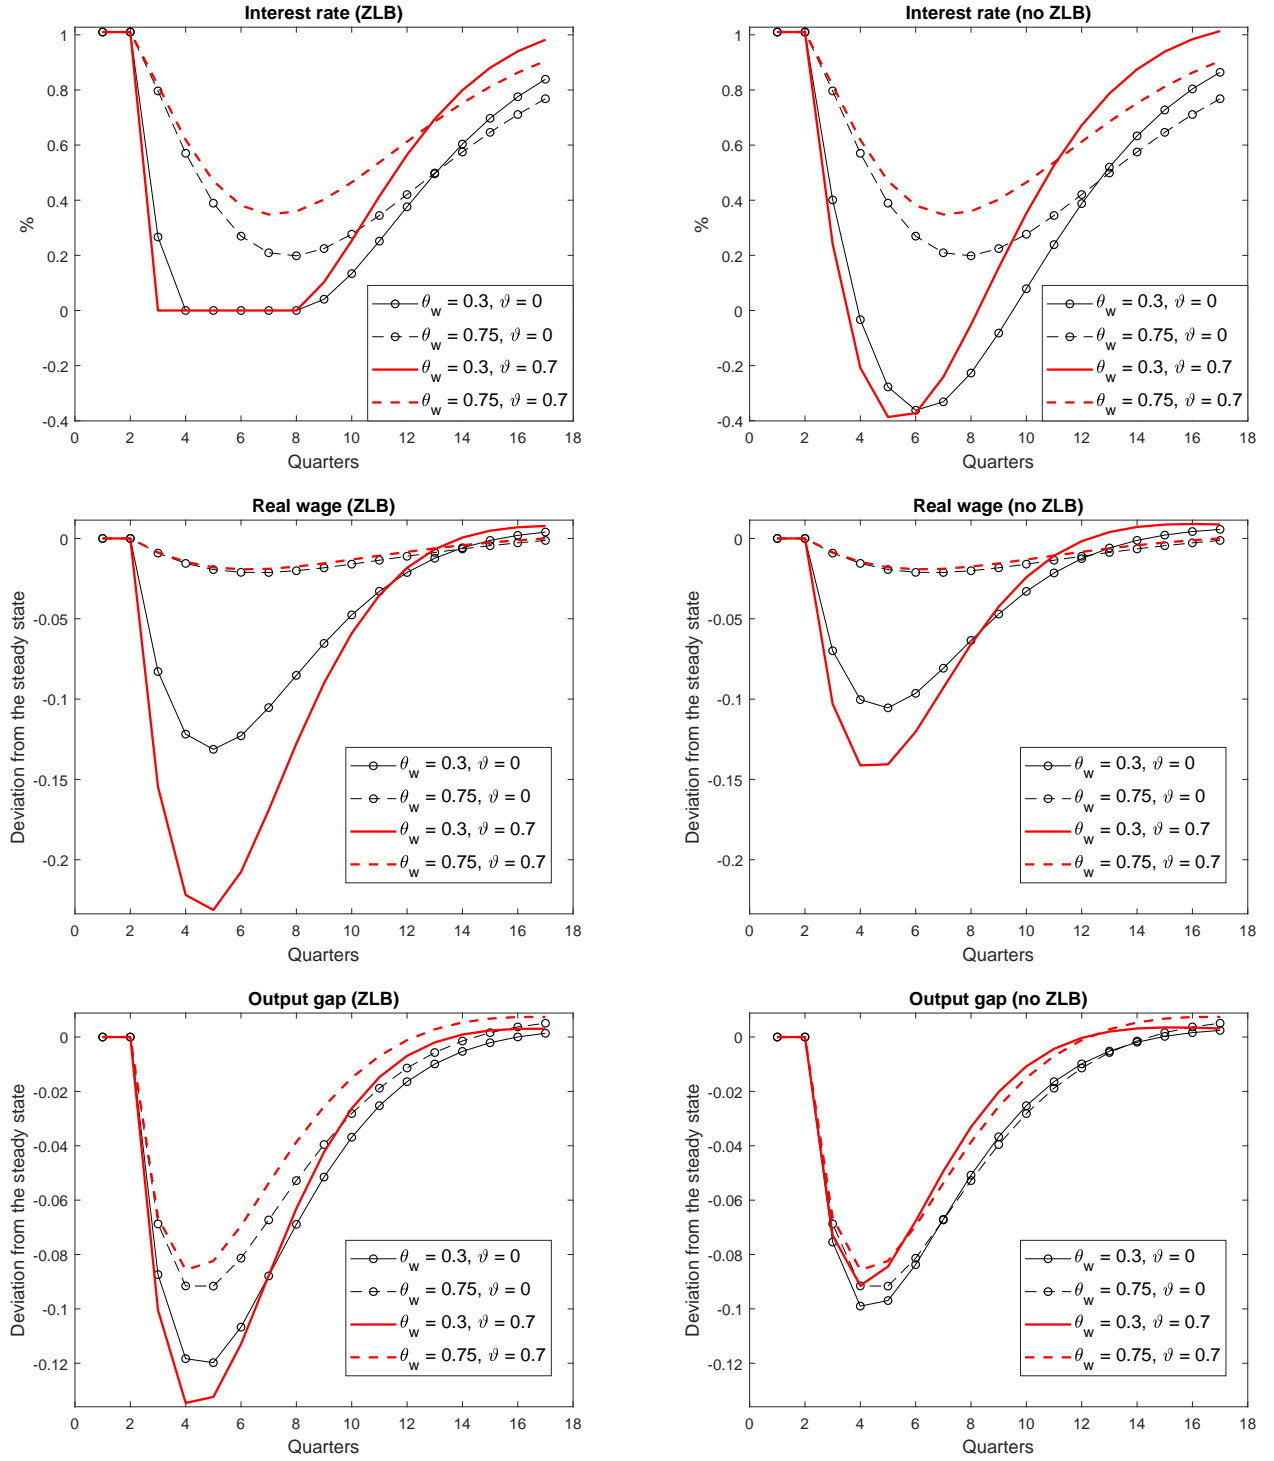 Interest rate (ZLB)
1
0.8
0.6
0.4
0.2
0
-0.2
-0.4
%
0 2 4 6 8 10 12 14 16 18
Quarters
θw = 0.3, ϑ = 0
θw = 0.75, ϑ = 0
θw = 0.3, ϑ = 0.7
θw = 0.75, ϑ = 0.7
Interest rate (no ZLB)
1
0.8
0.6
0.4
0.2
0
-0.2
-0.4
%
0 2 4 6 8 10 12 14 16 18
Quarters
θw = 0.3, ϑ = 0
θw = 0.75, ϑ = 0
θw = 0.3, ϑ = 0.7
θw = 0.75, ϑ = 0.7
Real wage (ZLB)
0
-0.05
-0.1
-0.15
-0.2
Deviation from the steady state
0 2 4 6 8 10 12 14 16 18
Quarters
θw = 0.3, ϑ = 0
θw = 0.75, ϑ = 0
θw = 0.3, ϑ = 0.7
θw = 0.75, ϑ = 0.7
Real wage (no ZLB)
0
-0.05
-0.1
-0.15
-0.2
Deviation from the steady state
0 2 4 6 8 10 12 14 16 18
Quarters
θw = 0.3, ϑ = 0
θw = 0.75, ϑ = 0
θw = 0.3, ϑ = 0.7
θw = 0.75, ϑ = 0.7
Output gap (ZLB)
0
-0.02
-0.04
-0.06
-0.08
-0.1
-0.12
Deviation from the steady state
0 2 4 6 8 10 12 14 16 18
Quarters
θw = 0.3, ϑ = 0
θw = 0.75, ϑ = 0
θw = 0.3, ϑ = 0.7
θw = 0.75, ϑ = 0.7
Output gap (no ZLB)
0
-0.02
-0.04
-0.06
-0.08
-0.1
-0.12
Deviation from the steady state
0 2 4 6 8 10 12 14 16 18
Quarters
θw = 0.3, ϑ = 0
θw = 0.75, ϑ = 0
θw = 0.3, ϑ = 0.7
θw = 0.75, ϑ = 0.7